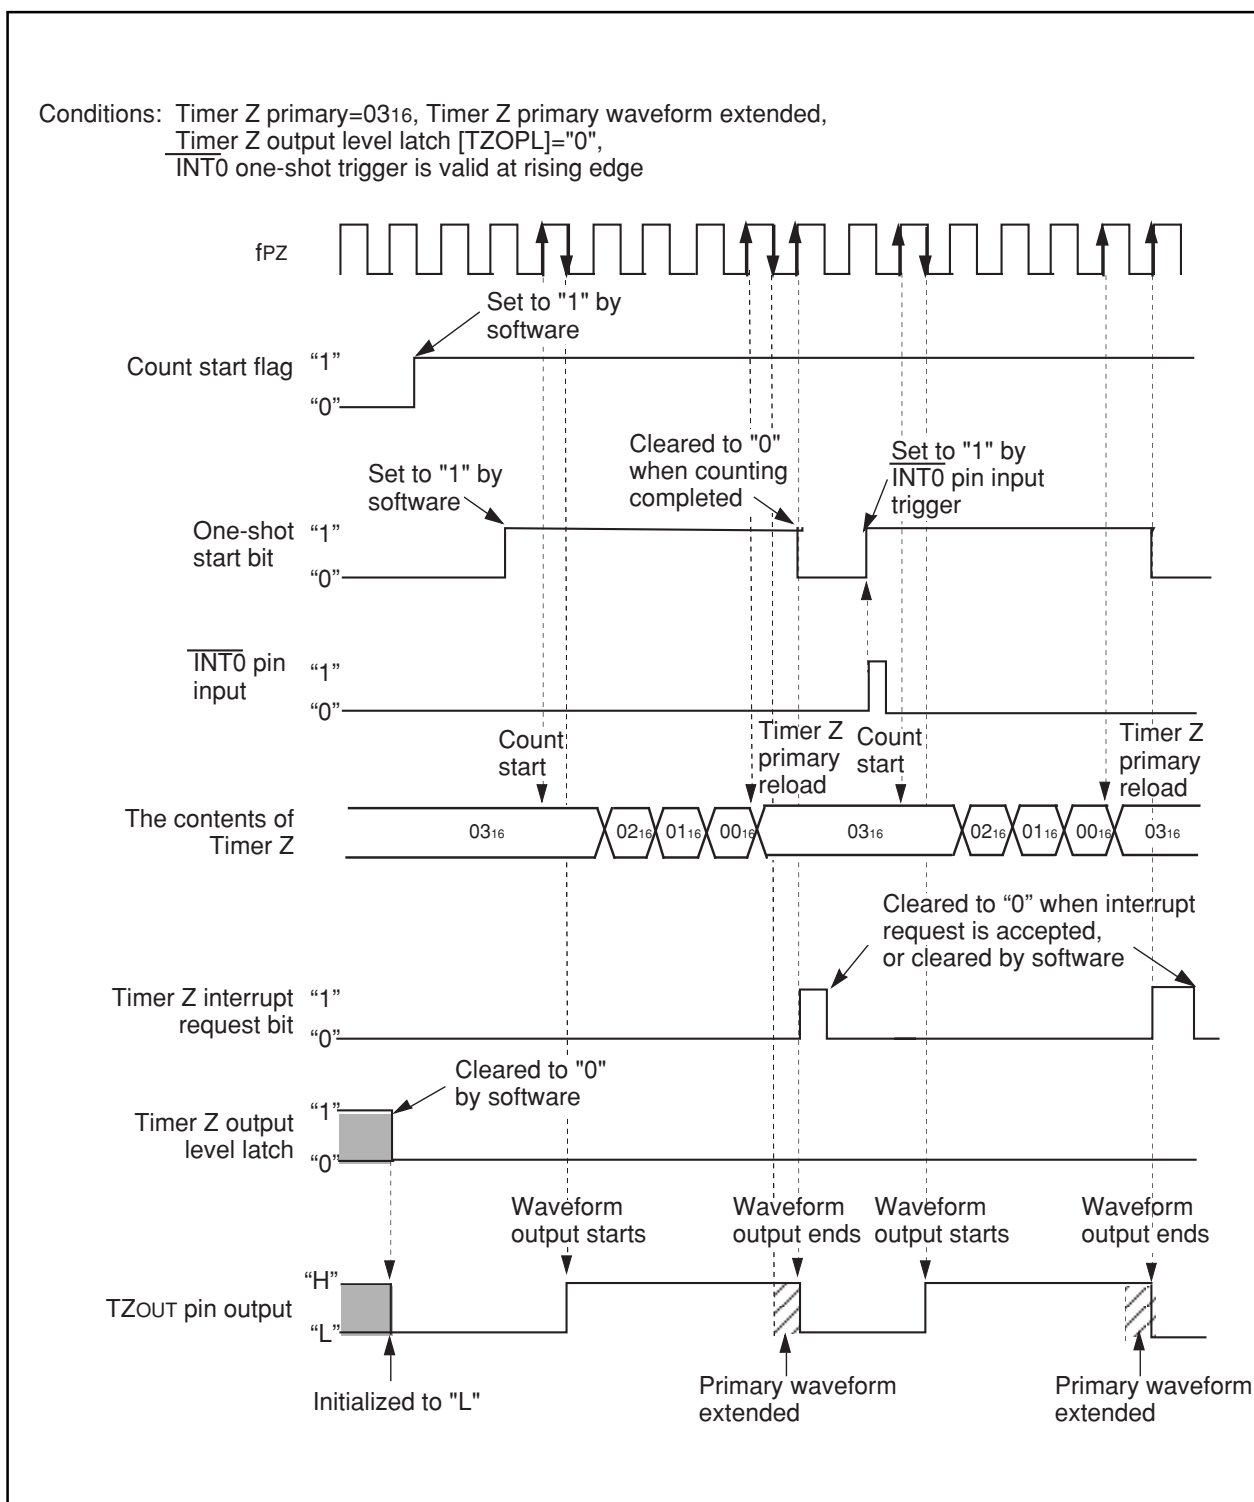 Conditions: Timer Z primary=0316, Timer Z primary waveform extended,
Timer Z output level latch [TZOPL]="0",
INT0 one-shot trigger is valid at rising edge
fPZ
Set to "1" by
software
Count start flag
“1”
“0”
Cleared to "0"
when counting
completed
Set to "1" by
INT0 pin input
trigger
Set to "1" by
software
One-shot
start bit
“1”
“0”
INT0 pin
input
“1”
“0”
Count
start
Timer Z
primary
reload
Count
start
Timer Z
primary
reload
The contents of
Timer Z
0316
0216
0116
0016
0316
0216
0116
0016
0316
Cleared to “0” when interrupt
request is accepted,
or cleared by software
Timer Z interrupt
request bit
“1”
“0”
Cleared to "0"
by software
Timer Z output
level latch
“1”
“0”
Waveform
output starts
Waveform
output ends
Waveform
output starts
Waveform
output ends
TZOUT pin output
“H”
“L”
Initialized to "L"
Primary waveform
extended
Primary waveform
extended